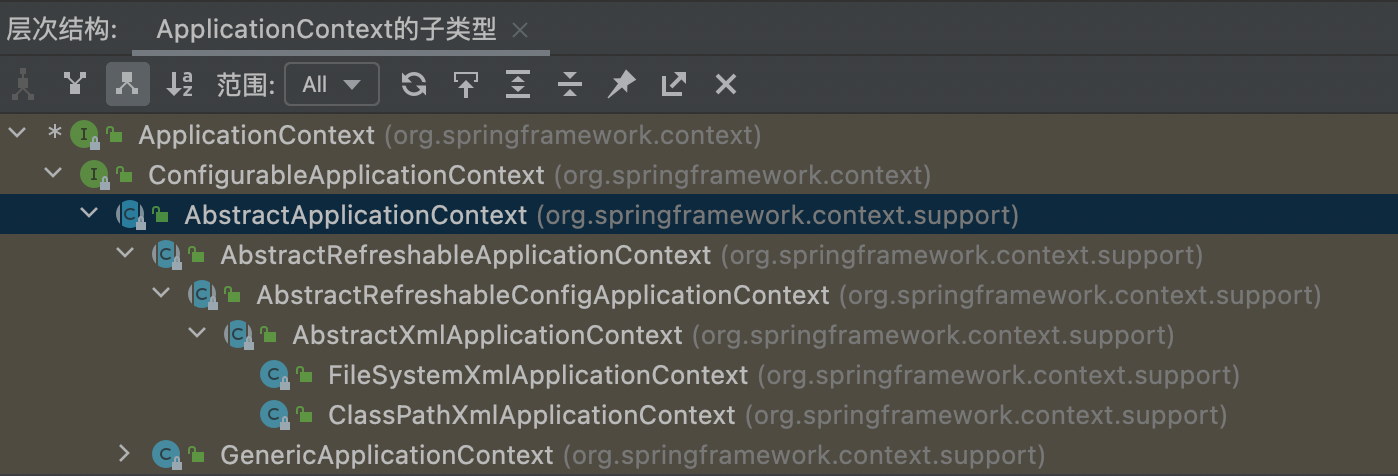 层次结构: ApplicationContext的子类型
范围: All
* ApplicationContext (org.springframework.context)
ConfigurableApplicationContext (org.springframework.context)
AbstractApplicationContext (org.springframework.context.support)
AbstractRefreshableApplicationContext (org.springframework.context.support)
AbstractRefreshableConfigApplicationContext (org.springframework.context.support)
AbstractXmlApplicationContext (org.springframework.context.support)
FileSystemXmlApplicationContext (org.springframework.context.support)
ClassPathXmlApplicationContext (org.springframework.context.support)
GenericApplicationContext (org.springframework.context.support)